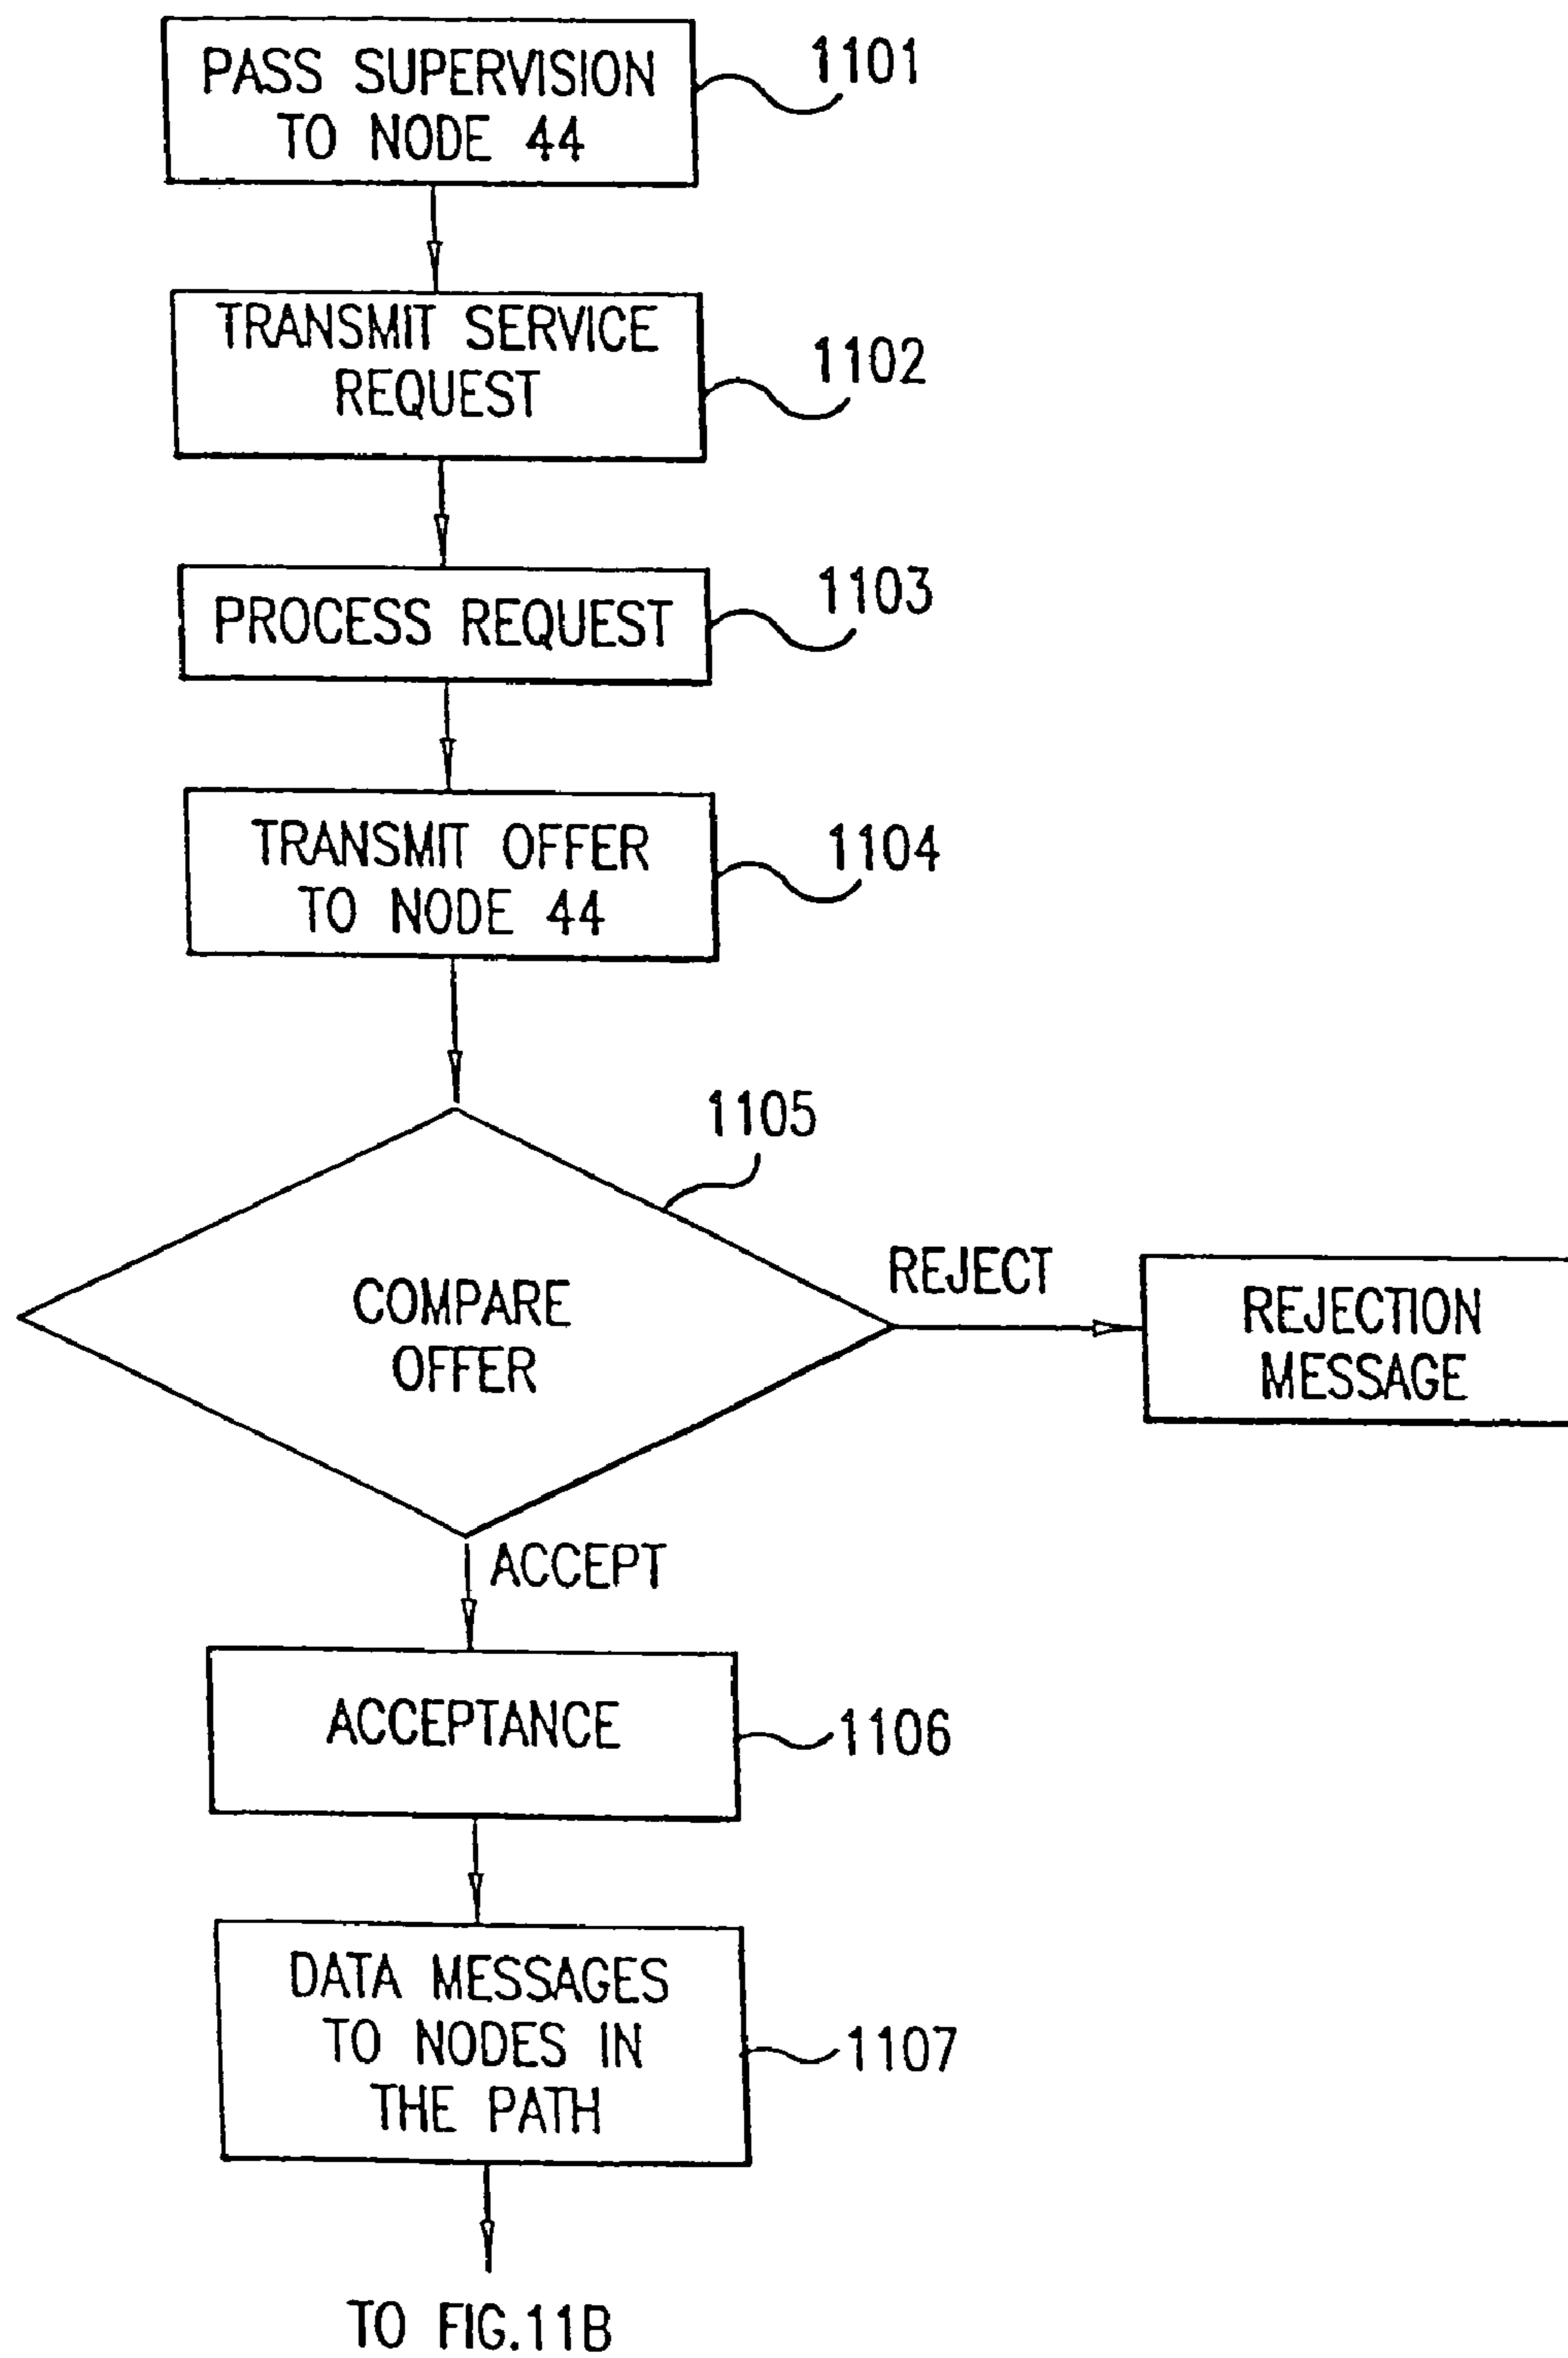 PASS SUPERVISION
TO NODE 44
1101
TRANSMIT SERVICE
REQUEST
1102
PROCESS REQUEST
1103
TRANSMIT OFFER
TO NODE 44
1104
1105
COMPARE
OFFER
REJECT
REJECTION
MESSAGE
ACCEPT
ACCEPTANCE
1106
DATA MESSAGES
TO NODES IN
THE PATH
1107
TO FIG.11B